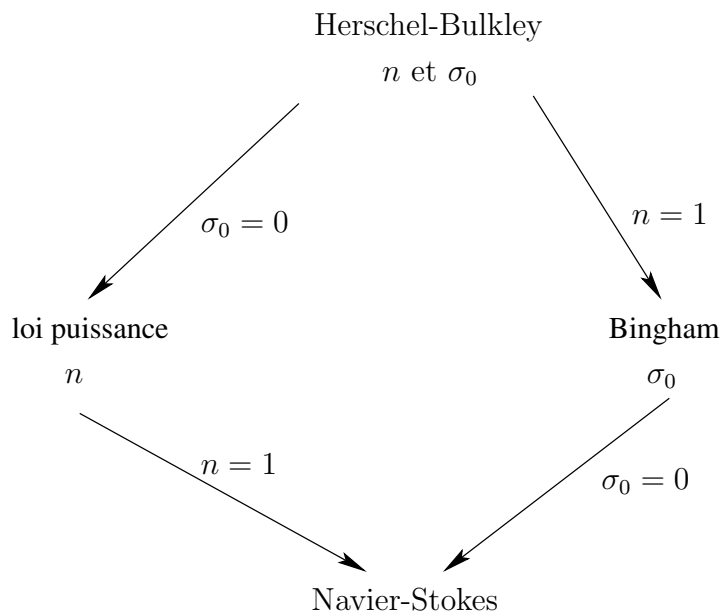 Herschel-Bulkley
n et σ₀
σ₀ = 0
n = 1
loi puissance
Bingham
n
σ₀
n = 1
σ₀ = 0
Navier-Stokes